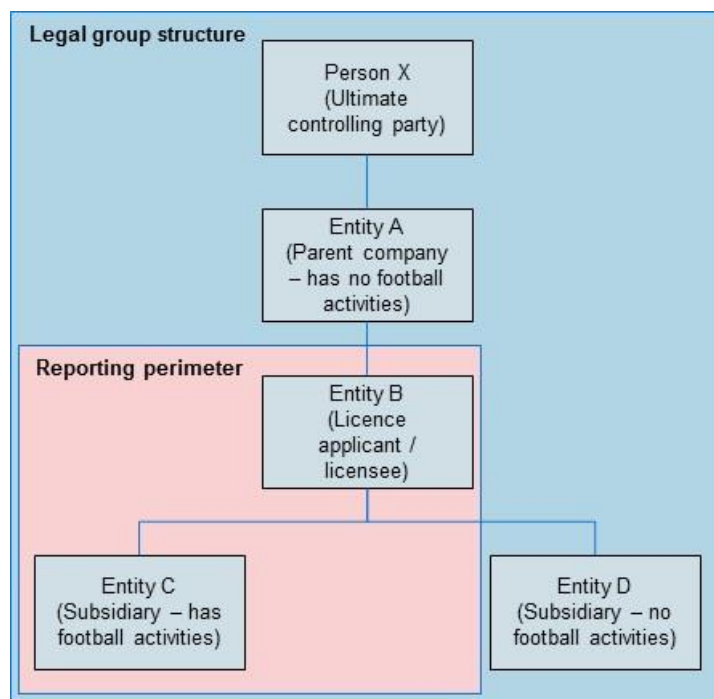 Legal group structure
Person X
(Ultimate
controlling party)
Entity A
(Parent company
– has no football
activities)
Reporting perimeter
Entity B
(Licence
applicant /
licensee)
Entity C
(Subsidiary – has
football activities)
Entity D
(Subsidiary – no
football activities)